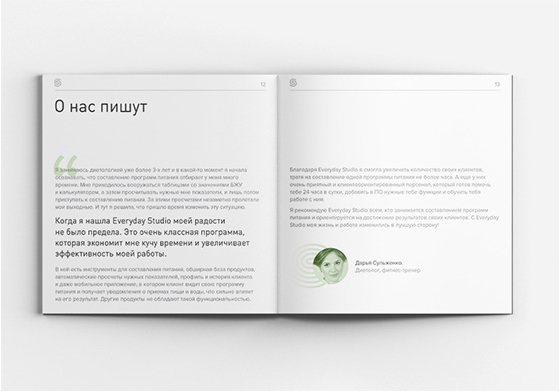 12
О нас пишут
Я занимаюсь диетологией уже более 3-х лет и в какой-то момент я начала
осознавать, что составление программ питания отбирает у меня много
времени. Мне приходилось вооружаться таблицами со значениями БЖУ
и калькулятором, а затем просчитывать нужные мне показатели, и лишь потом
приступать к составлению питания. За этими просчетами незаметно пролетали
мои выходные. И тут я решила, что пришло время изменить эту ситуацию.
Когда я нашла Everyday Studio моей радости
не было предела. Это очень классная программа,
которая экономит мне кучу времени и увеличивает
эффективность моей работы.
В ней есть инструменты для составления питания, обширная база продуктов,
автоматические просчеты нужных показателей, профиль и история клиента
и даже мобильное приложение, в котором клиент видит свою программу
питания и получает уведомления о приемах пищи и воды, что сильно влияет
на его результат. Другие продукты не обладают такой функциональностью.
13
Благодаря Everyday Studio я смогла увеличить количество своих клиентов,
тратя на составление одной программы питания не более часа. А еще у них
очень приятный и клиентоориентированный персонал, который готов помочь
тебе 24 часа в сутки, добавить в ПО нужные тебе функции и обучить тебя
работе с ним.
Я рекомендую Everyday Studio всем, кто занимается составлением программ
питания и ориентируется на достижение результатов своих клиентов. С Everyday
Studio моя жизнь и работа изменились в лучшую сторону!
Дарья Сульженко.
Диетолог, фитнес-тренер